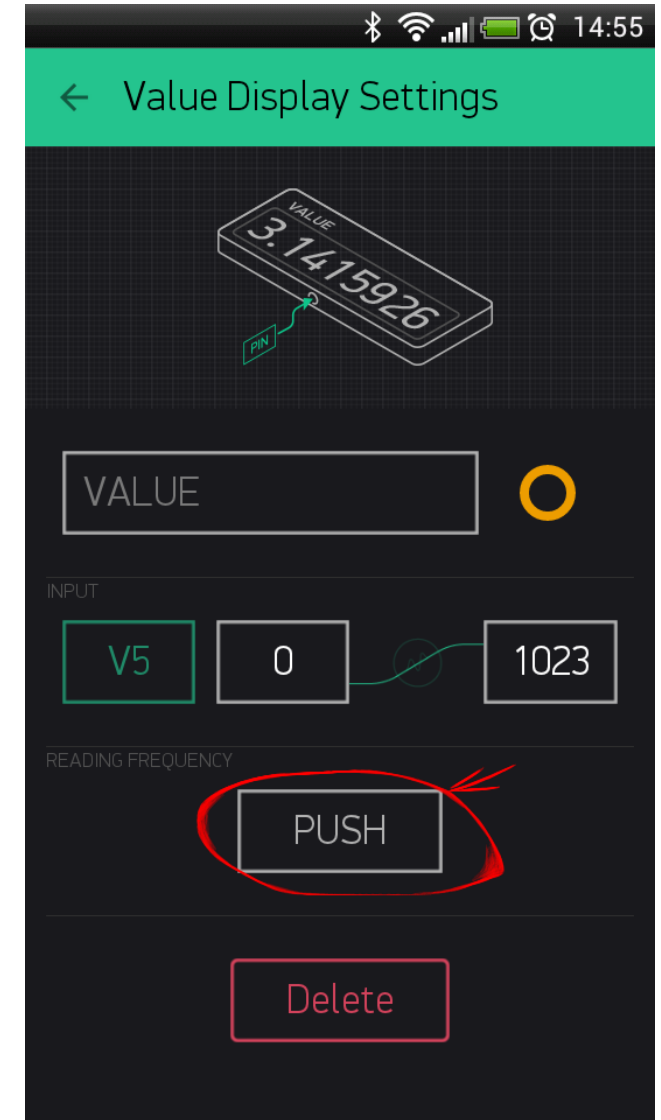 14:55
Value Display Settings
VALUE
3.1415926
PIN
VALUE
INPUT
V5 0 1023
READING FREQUENCY
PUSH
Delete